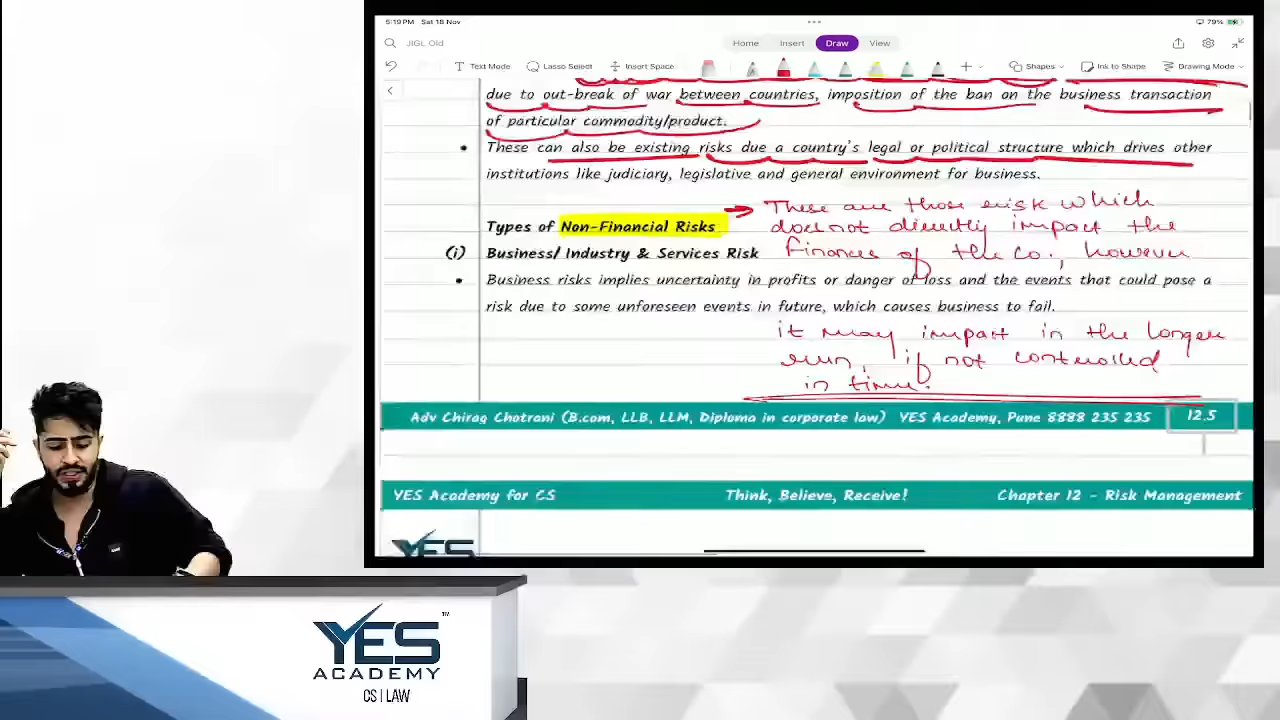 5:19PM Sat 18 Nov
79%
JIGL Old
Home Insert Draw View
Text Mode Lasso Select Insert Space Shapes Ink to Shape Drawing Mode
due to out-break of war between countries, imposition of the ban on the business transaction
of particular commodity/product.
• These can also be existing risks due a country's legal or political structure which drives other
institutions like judiciary, legislative and general environment for business.
→ These are those risk which
Types of Non-Financial Risks
does not directly impact the
(i) Business/ Industry & Services Risk
finances of the Co., however
• Business risks implies uncertainty in profits or danger of loss and the events that could pose a
risk due to some unforeseen events in future, which causes business to fail.
it may impact in the longer
run, if not controlled
in time.
Adv Chirag Chotrani (B.com, LLB, LLM, Diploma in corporate law) YES Academy, Pune 8888 235 235 12.5
YES Academy for CS Think, Believe, Receive! Chapter 12 - Risk Management
YES
YES™
ACADEMY
CS | LAW